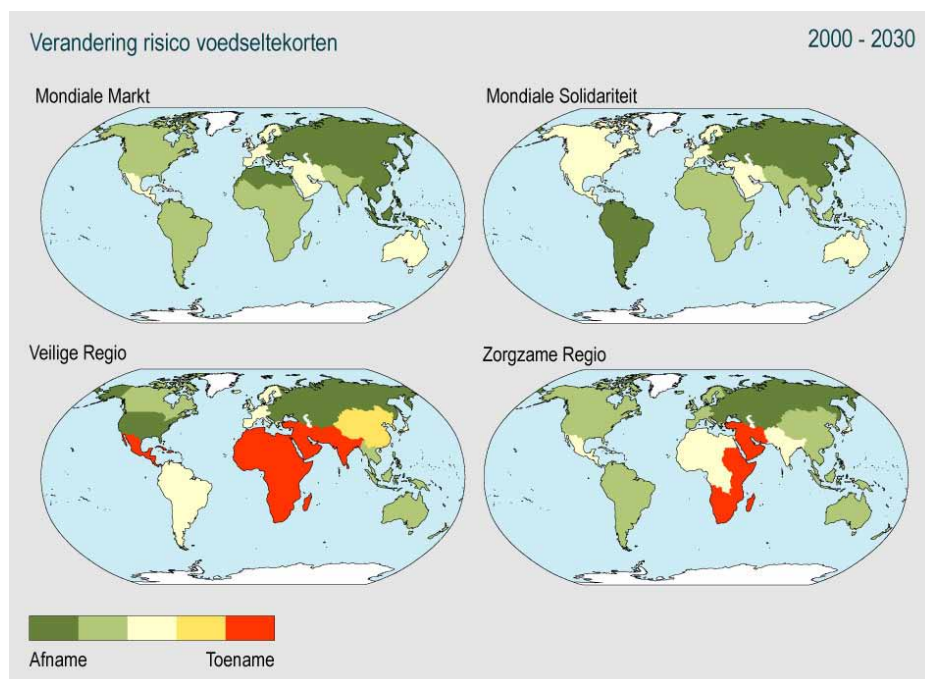 Verandering risico voedseltekorten
2000 - 2030
Mondiale Markt
Mondiale Solidariteit
Veilige Regio
Zorgzame Regio
Afname
Toename